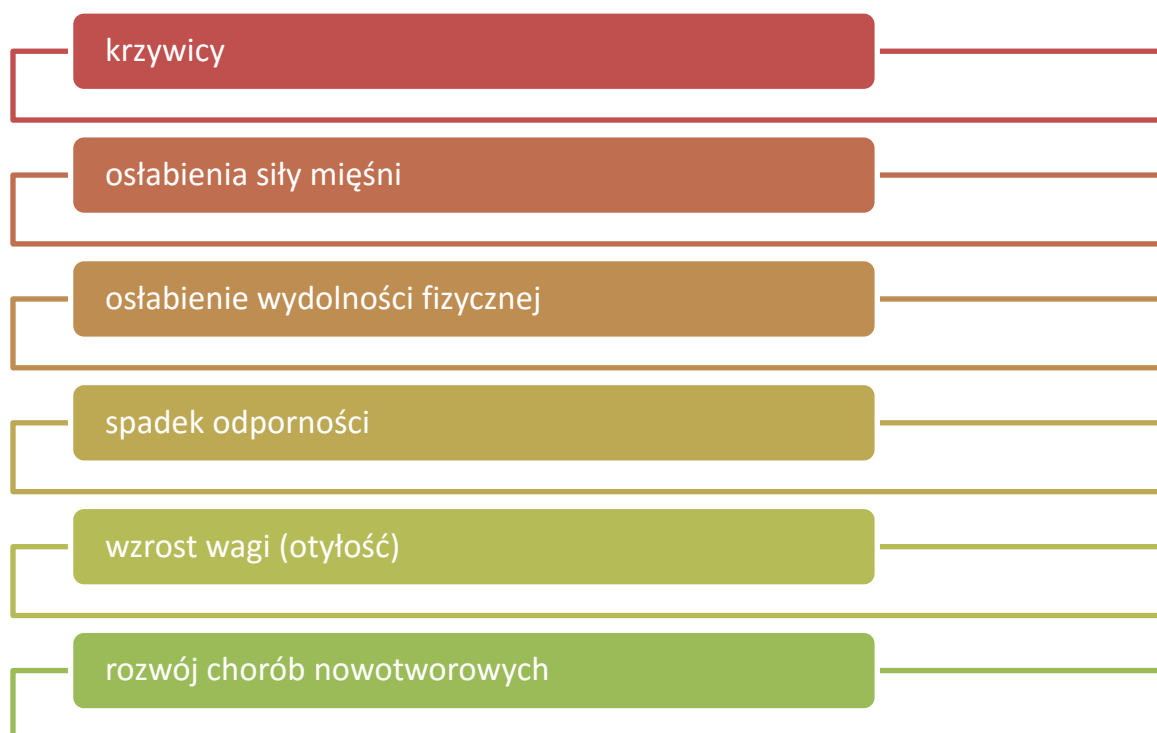 krzywicy
osłabienia siły mięśni
osłabienie wydolności fizycznej
spadek odporności
wzrost wagi (otyłość)
rozwój chorób nowotworowych